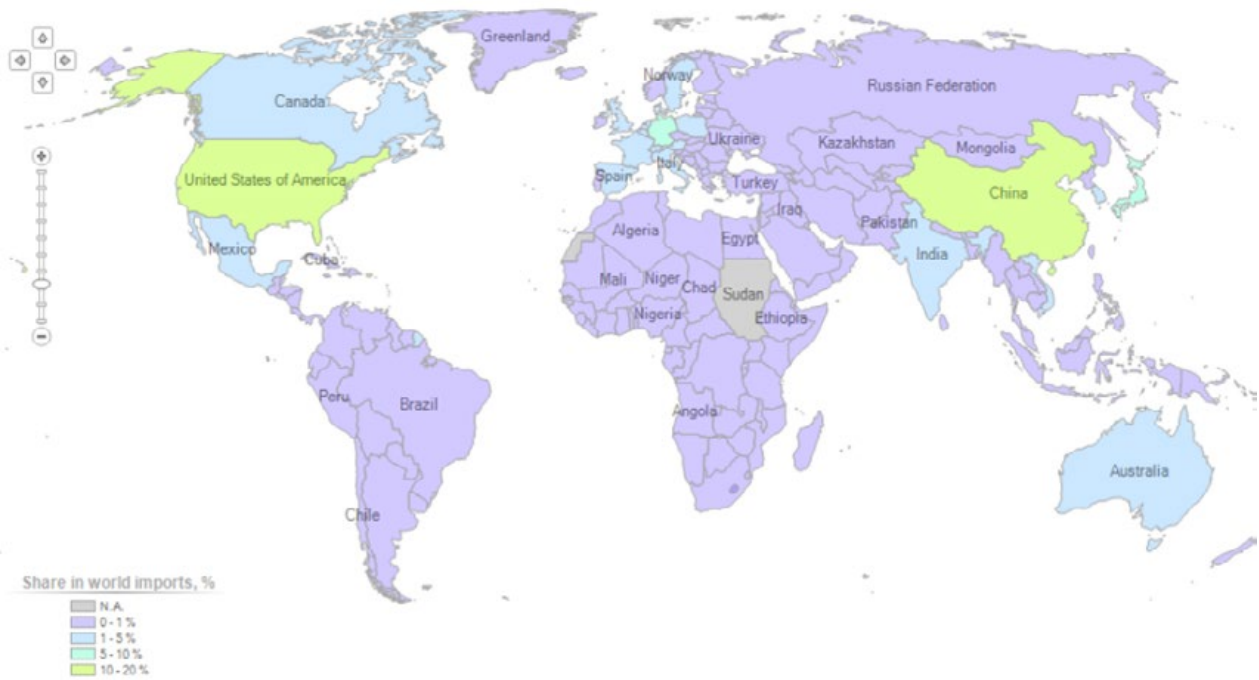 Greenland
Norway
Russian Federation
Canada
Ukraine
Kazakhstan
Mongolia
Italy
Spain
United States of America
Turkey
China
Iraq
Pakistan
Algeria
Egypt
Mexico
India
Cuba
Mali
Niger
Chad
Sudan
Nigeria
Ethiopia
Peru
Brazil
Angola
Australia
Chile
Share in world imports, %
N.A.
0 - 1 %
1 - 5 %
5 - 10 %
10 - 20 %